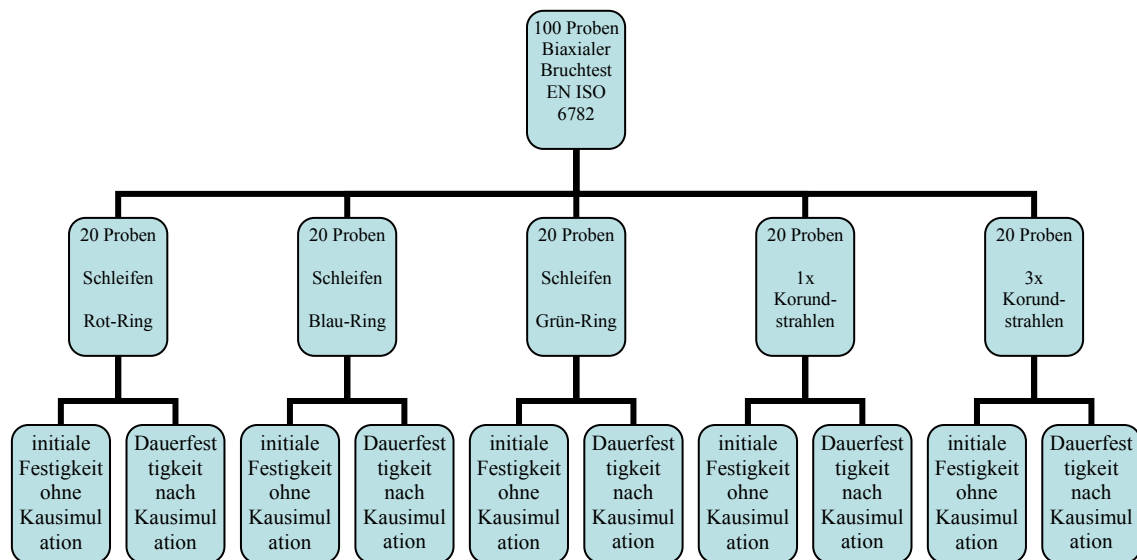 100 Proben
Biaxialer
Bruchtest
EN ISO
6782
20 Proben
Schleifen
Rot-Ring
20 Proben
Schleifen
Blau-Ring
20 Proben
Schleifen
Grün-Ring
20 Proben
1x
Korund-
strahlen
20 Proben
3x
Korund-
strahlen
initiale
Festigkeit
ohne
Kausimul
ation
Dauerfest
tigkeit
nach
Kausimul
ation
initiale
Festigkeit
ohne
Kausimul
ation
Dauerfest
tigkeit
nach
Kausimul
ation
initiale
Festigkeit
ohne
Kausimul
ation
Dauerfest
tigkeit
nach
Kausimul
ation
initiale
Festigkeit
ohne
Kausimul
ation
Dauerfest
tigkeit
nach
Kausimul
ation
initiale
Festigkeit
ohne
Kausimul
ation
Dauerfest
tigkeit
nach
Kausimul
ation